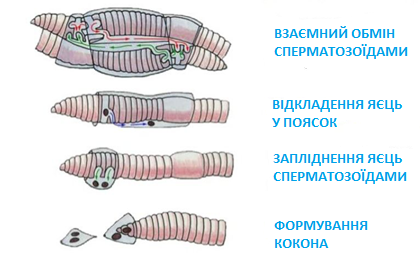 ВЗАЄМНИЙ ОБМІН
СПЕРМАТОЗОЇДАМИ
ВІДКЛАДЕННЯ ЯЄЦЬ
У ПОЯСОК
ЗАПЛІДНЕННЯ ЯЄЦЬ
СПЕРМАТОЗОЇДАМИ
ФОРМУВАННЯ
КОКОНА